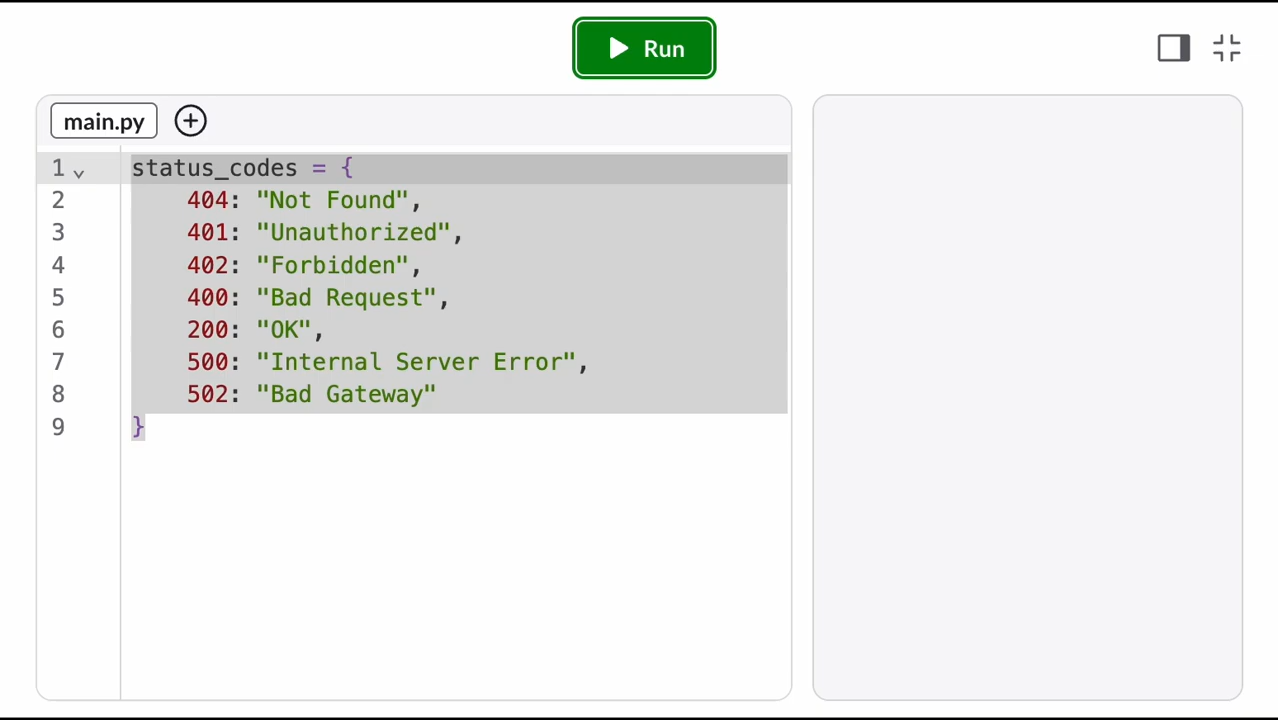 Run
main.py
1 status_codes = {
2     404: "Not Found",
3     401: "Unauthorized",
4     402: "Forbidden",
5     400: "Bad Request",
6     200: "OK",
7     500: "Internal Server Error",
8     502: "Bad Gateway"
9 }